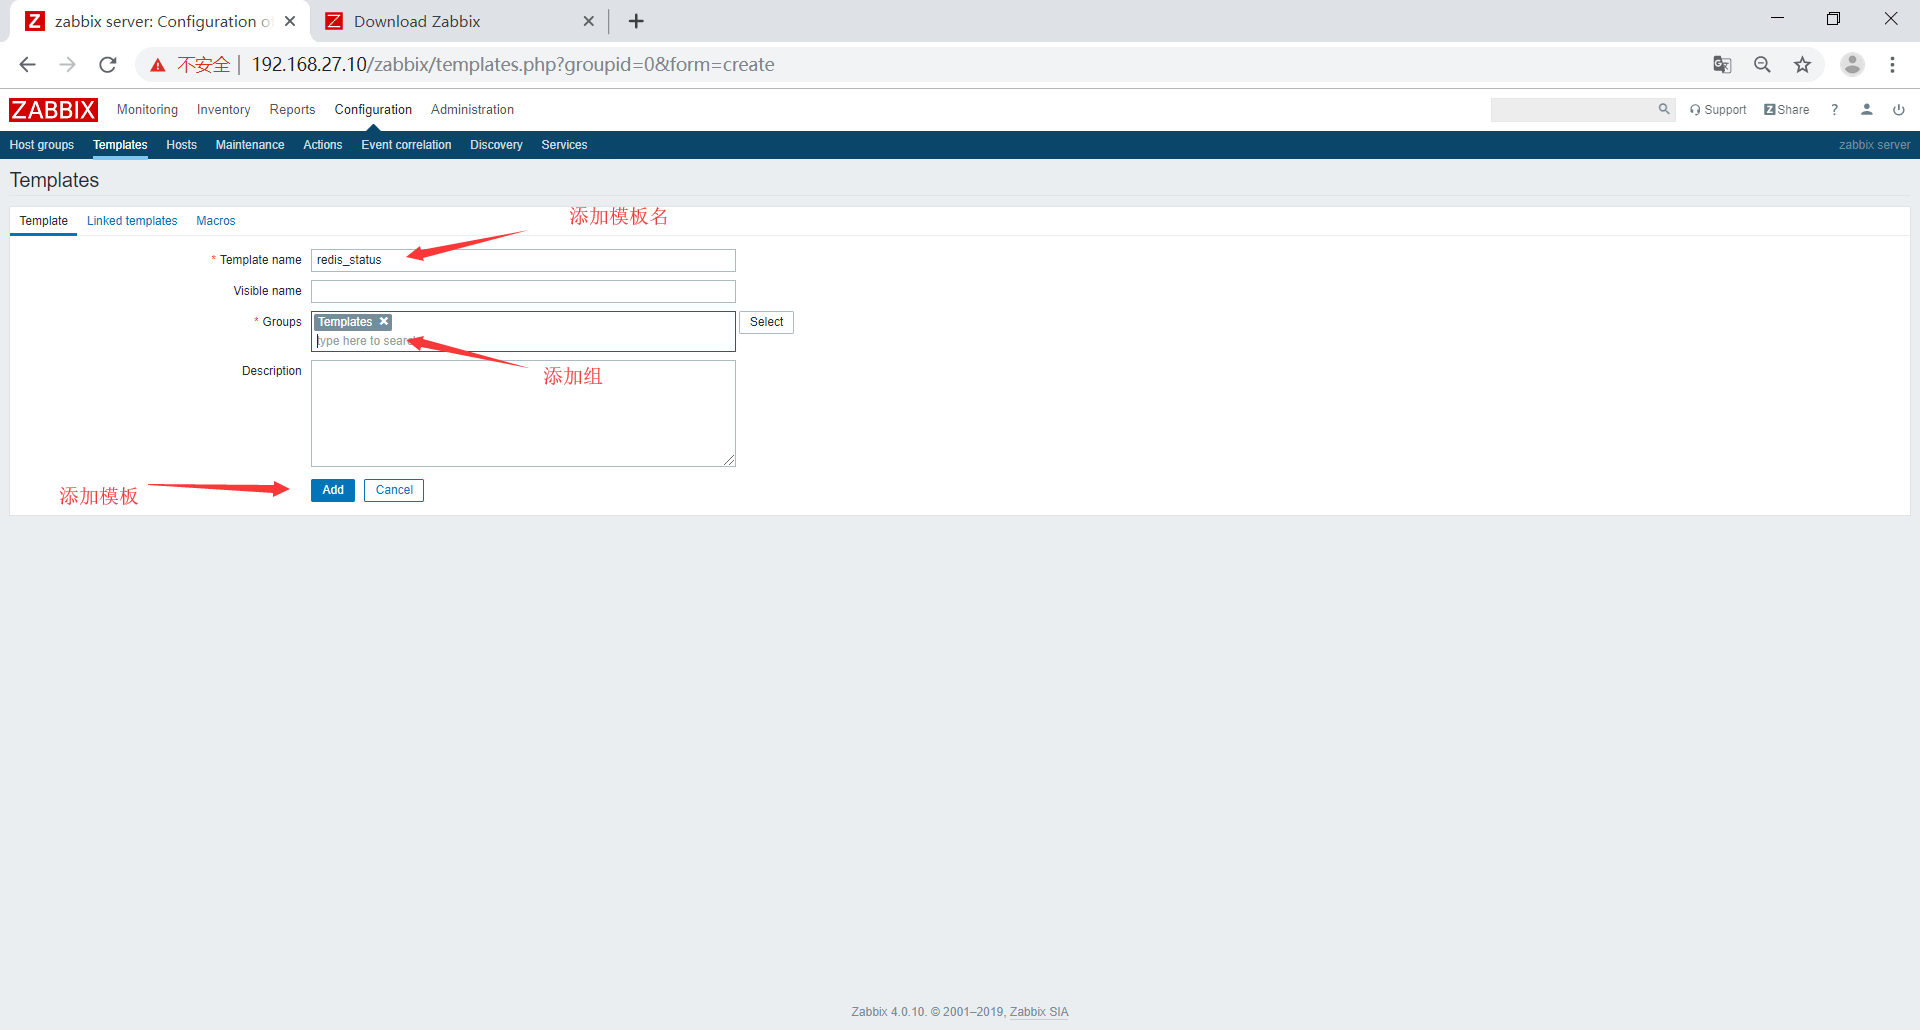 zabbix server: Configuration o
Download Zabbix
不安全 | 192.168.27.10/zabbix/templates.php?groupid=0&form=create
ZABBIX Monitoring Inventory Reports Configuration Administration
Support Share ?
Host groups Templates Hosts Maintenance Actions Event correlation Discovery Services zabbix server
Templates
Template Linked templates Macros
添加模板名
* Template name redis_status
Visible name
* Groups Templates Select
type here to search
添加组
Description
添加模板
Add Cancel
Zabbix 4.0.10. © 2001–2019, Zabbix SIA